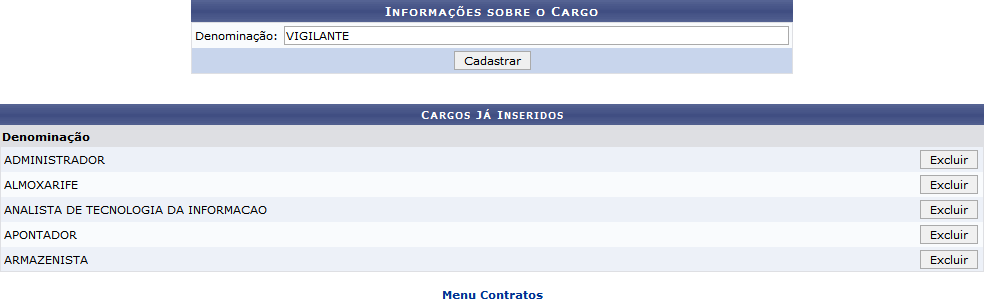 Informações sobre o Cargo
Denominação: VIGILANTE
Cadastrar
Cargos Já Inseridos
Denominação
ADMINISTRADOR Excluir
ALMOXARIFE Excluir
ANALISTA DE TECNOLOGIA DA INFORMACAO Excluir
APONTADOR Excluir
ARMAZENISTA Excluir
Menu Contratos